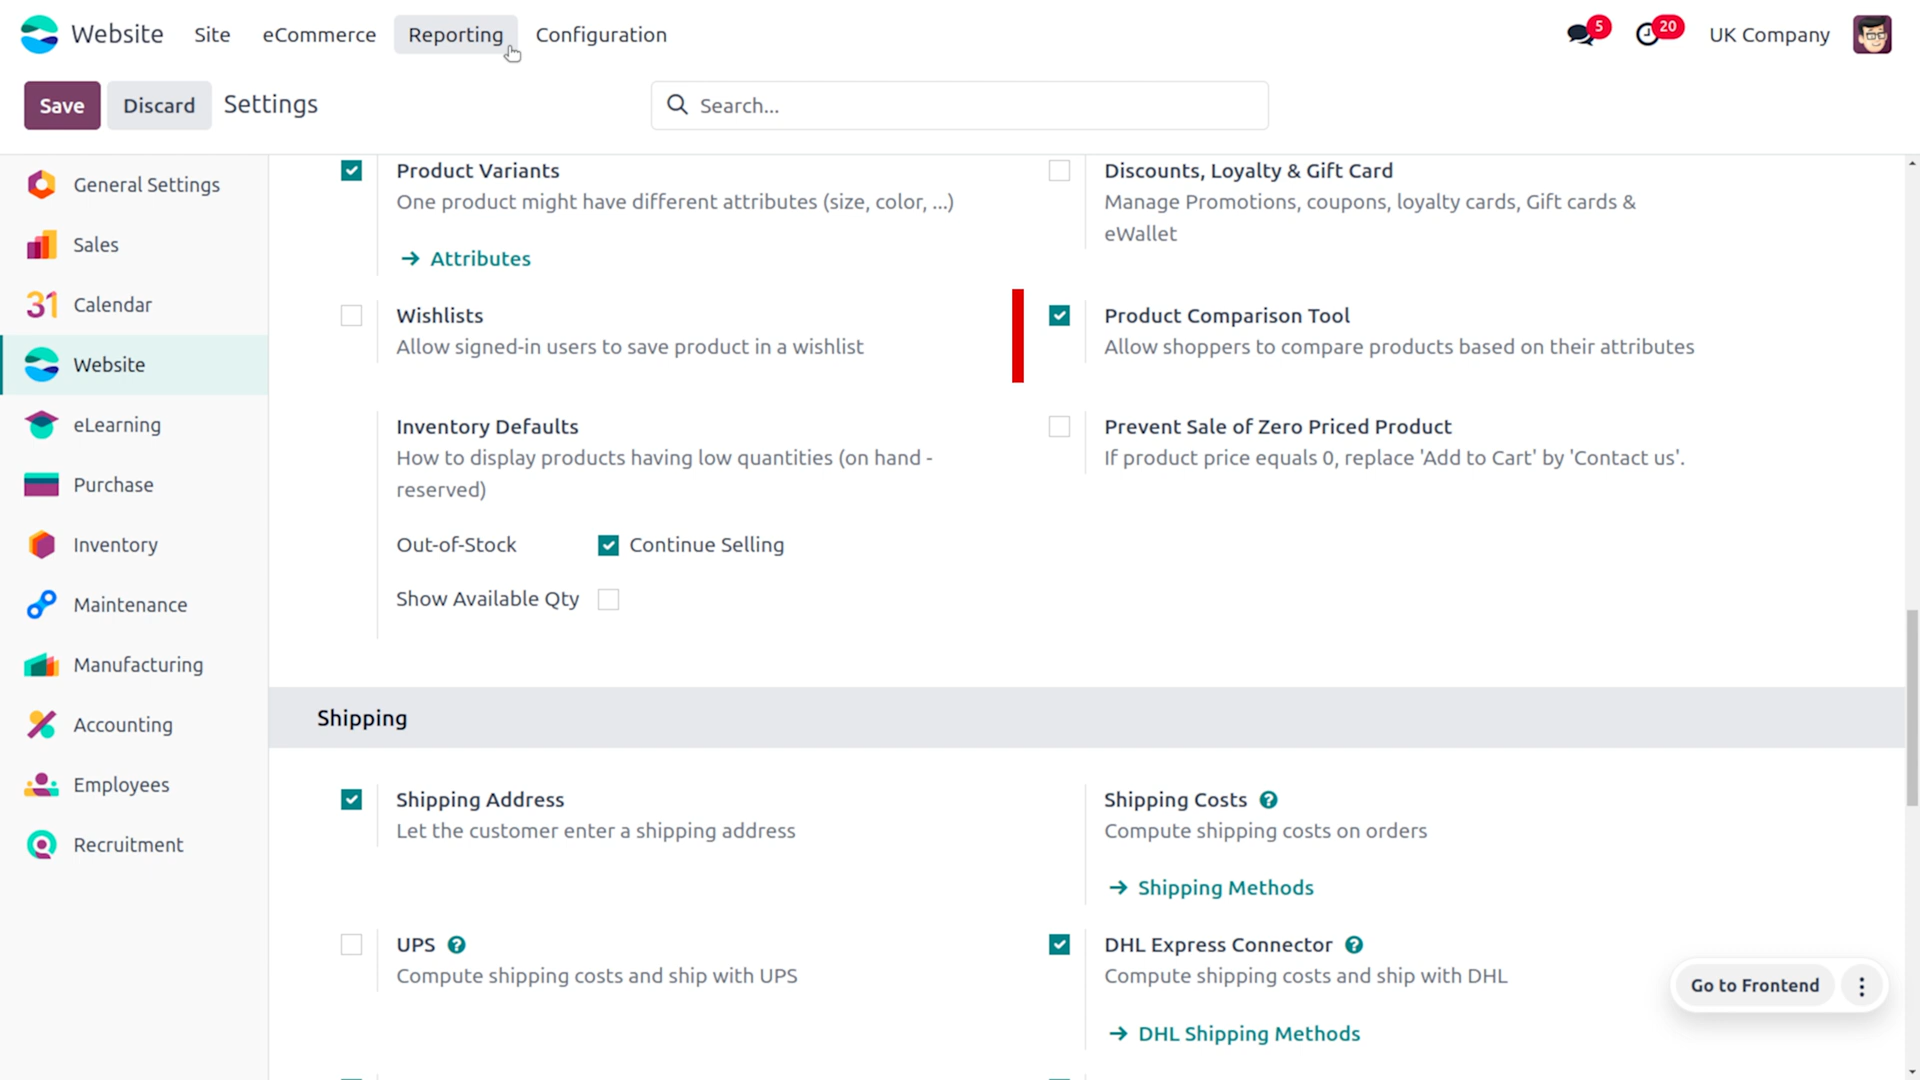 Website Site eCommerce Reporting Configuration 5 20 UK Company
Save Discard Settings Search...
General Settings
Sales
31 Calendar
Website
eLearning
Purchase
Inventory
Maintenance
Manufacturing
Accounting
Employees
Recruitment
Product Variants
One product might have different attributes (size, color, ...)
→ Attributes
Discounts, Loyalty & Gift Card
Manage Promotions, coupons, loyalty cards, Gift cards &
eWallet
Wishlists
Allow signed-in users to save product in a wishlist
Product Comparison Tool
Allow shoppers to compare products based on their attributes
Inventory Defaults
How to display products having low quantities (on hand -
reserved)
Out-of-Stock Continue Selling
Show Available Qty
Prevent Sale of Zero Priced Product
If product price equals 0, replace 'Add to Cart' by 'Contact us'.
Shipping
Shipping Address
Let the customer enter a shipping address
Shipping Costs ?
Compute shipping costs on orders
→ Shipping Methods
UPS ?
Compute shipping costs and ship with UPS
DHL Express Connector ?
Compute shipping costs and ship with DHL
→ DHL Shipping Methods
Go to Frontend